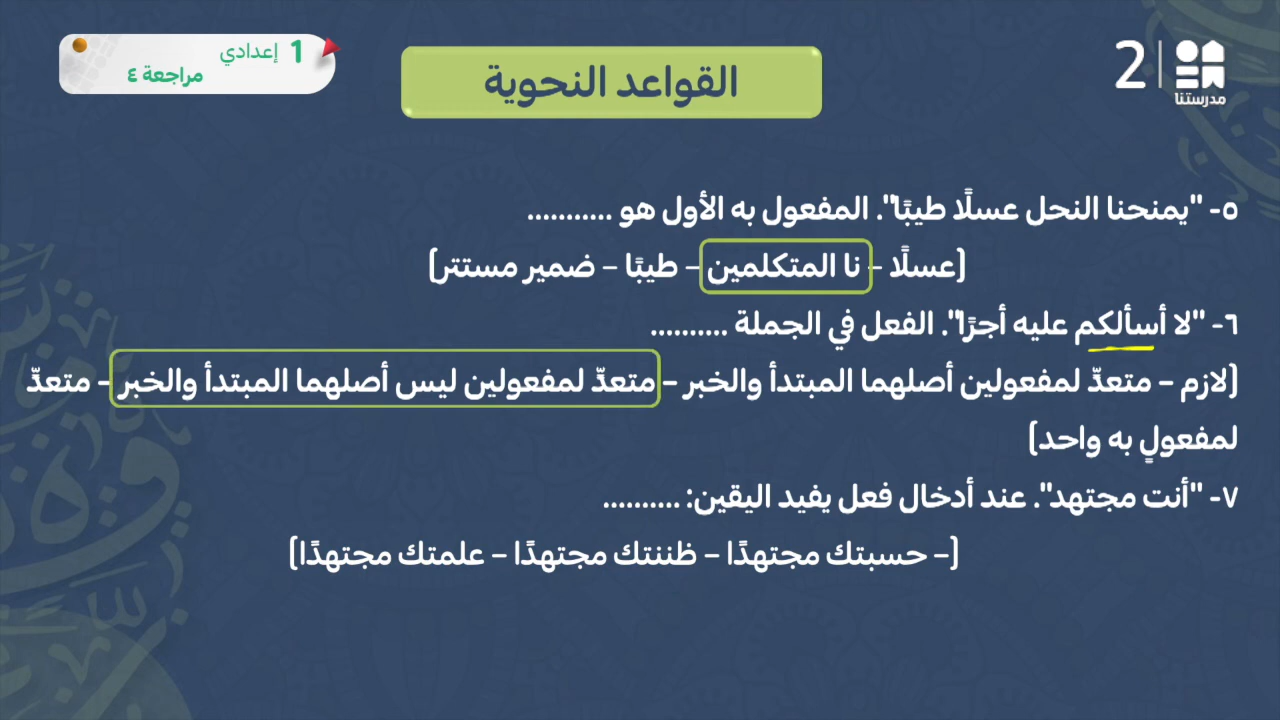 1 إعدادي
مراجعة ٤
القواعد النحوية
2
مدرستنا
٥- "يمنحنا النحل عسلًا طيبًا". المفعول به الأول هو ...........
(عسلًا – نا المتكلمين – طيبًا – ضمير مستتر)
٦- "لا أسألكم عليه أجرًا". الفعل في الجملة ..........
(لازم – متعدّ لمفعولين أصلهما المبتدأ والخبر – متعدّ لمفعولين ليس أصلهما المبتدأ والخبر – متعدّ
لمفعولٍ به واحد)
٧- "أنت مجتهد". عند أدخال فعل يفيد اليقين: ..........
(– حسبتك مجتهدًا – ظننتك مجتهدًا – علمتك مجتهدًا)